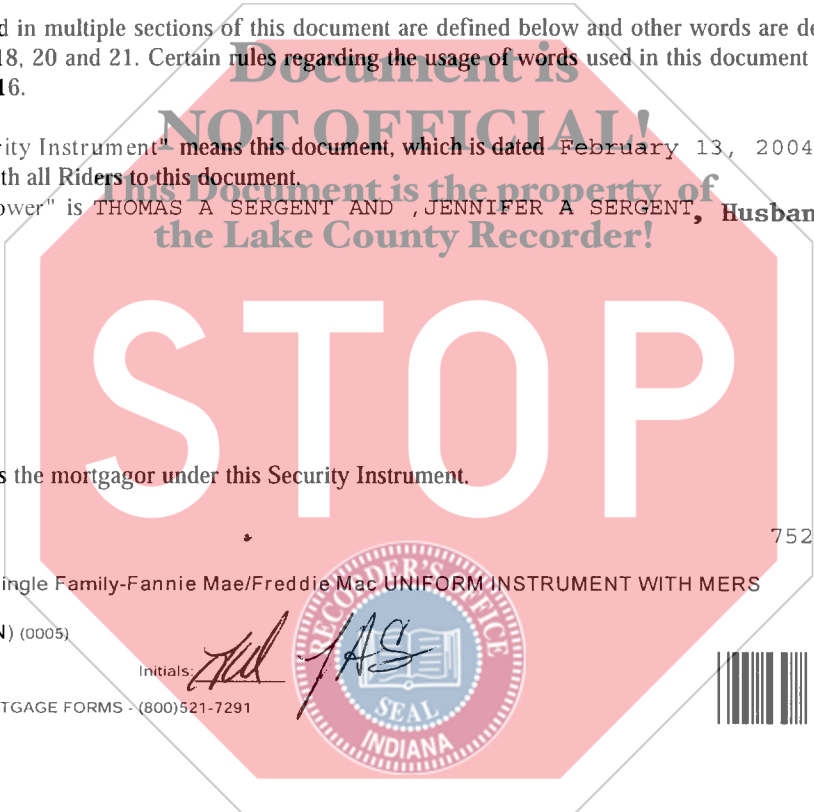 d in multiple sections of this document are defined below and other words are de
18, 20 and 21. Certain rules regarding the usage of words used in this document
16.
Document is
NOT OFFICIAL!
This Document is the property of
the Lake County Recorder!
rity Instrument" means this document, which is dated February 13, 2004
th all Riders to this document.
ower" is THOMAS A SERGENT AND ,JENNIFER A SERGENT, Husban
STOP
s the mortgagor under this Security Instrument.
752
ingle Family-Fannie Mae/Freddie Mac UNIFORM INSTRUMENT WITH MERS
N) (0005)
Initials: JAS
TGAGE FORMS - (800)521-7291
RECORDER'S OFFICE
SEAL
INDIANA